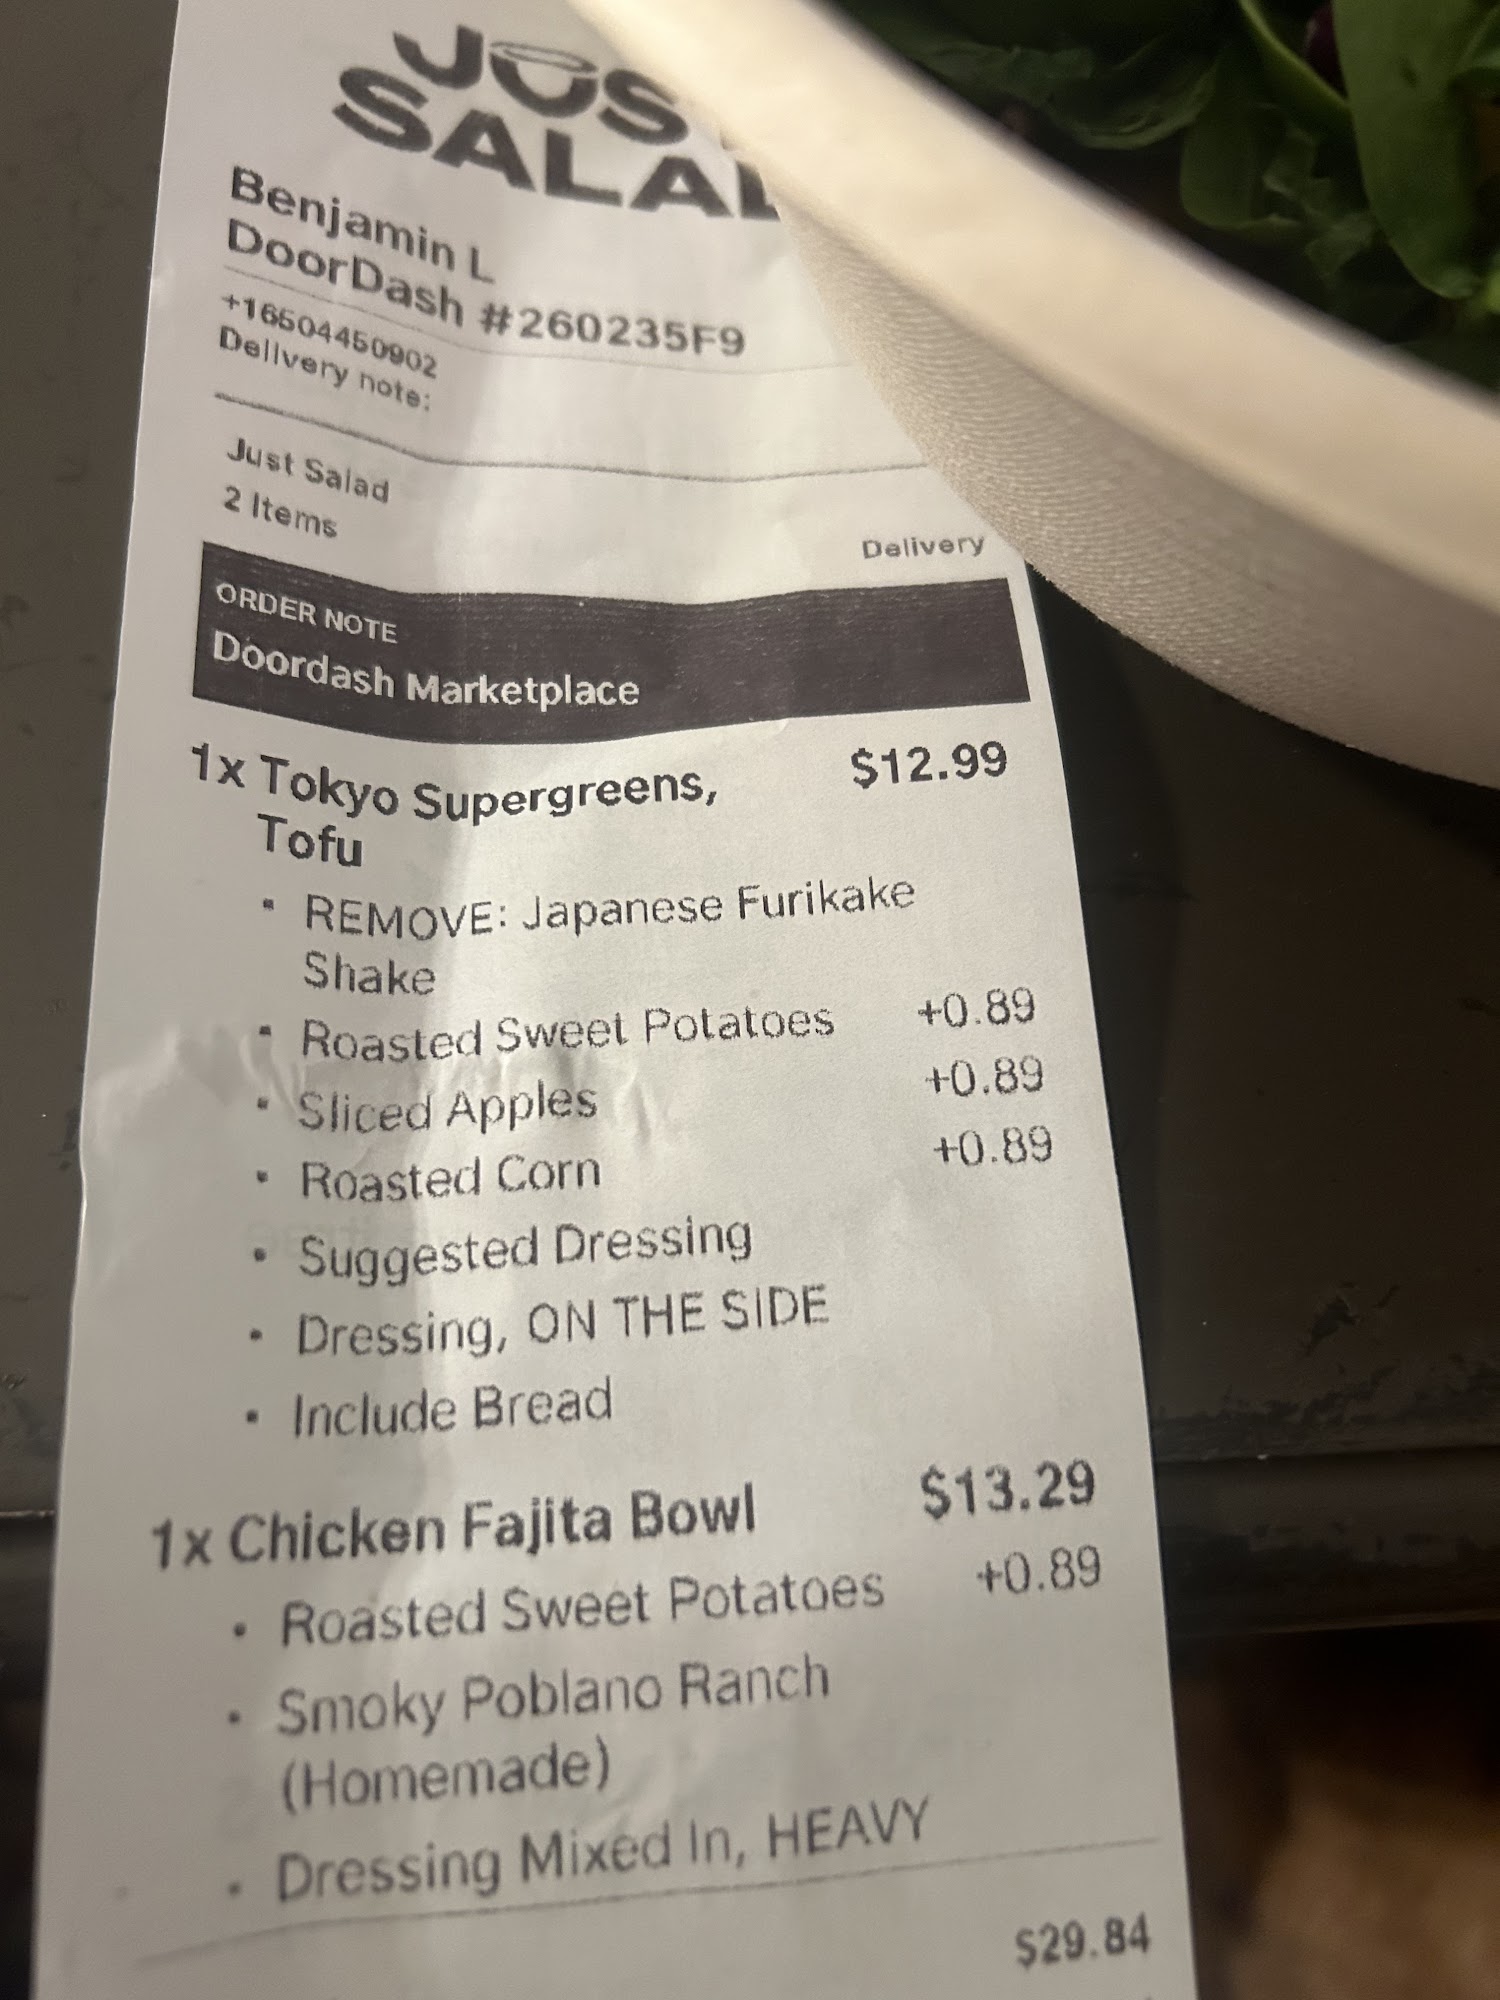 JUS
SALAD
Benjamin L
DoorDash #260235F9
+16504450902
Delivery note:
Just Salad
2 Items
Delivery
ORDER NOTE
Doordash Marketplace
1x Tokyo Supergreens, $12.99
Tofu
• REMOVE: Japanese Furikake
Shake
• Roasted Sweet Potatoes +0.89
• Sliced Apples +0.89
• Roasted Corn +0.89
• Suggested Dressing
• Dressing, ON THE SIDE
• Include Bread
1x Chicken Fajita Bowl $13.29
• Roasted Sweet Potatoes +0.89
• Smoky Poblano Ranch
(Homemade)
• Dressing Mixed In, HEAVY
$29.84